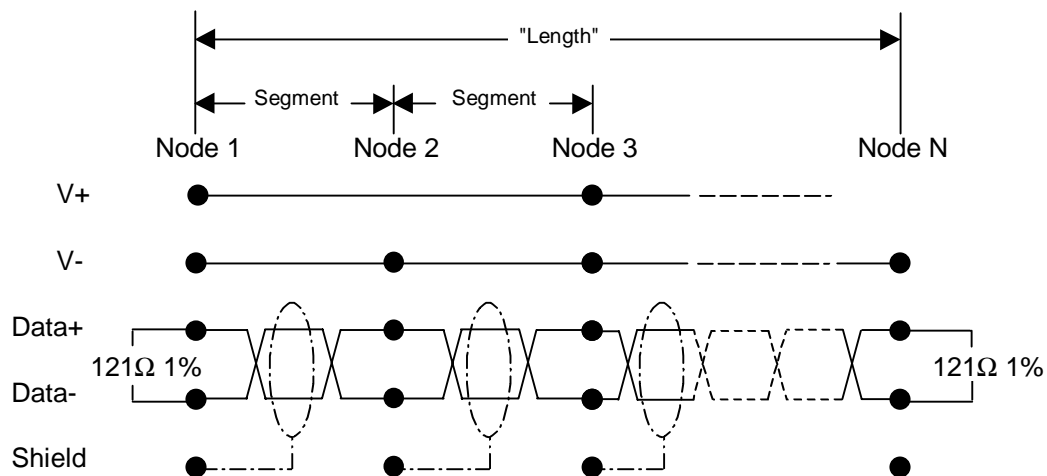 "Length"
Segment Segment
Node 1 Node 2 Node 3 Node N
V+
V-
Data+
121Ω 1% 121Ω 1%
Data-
Shield